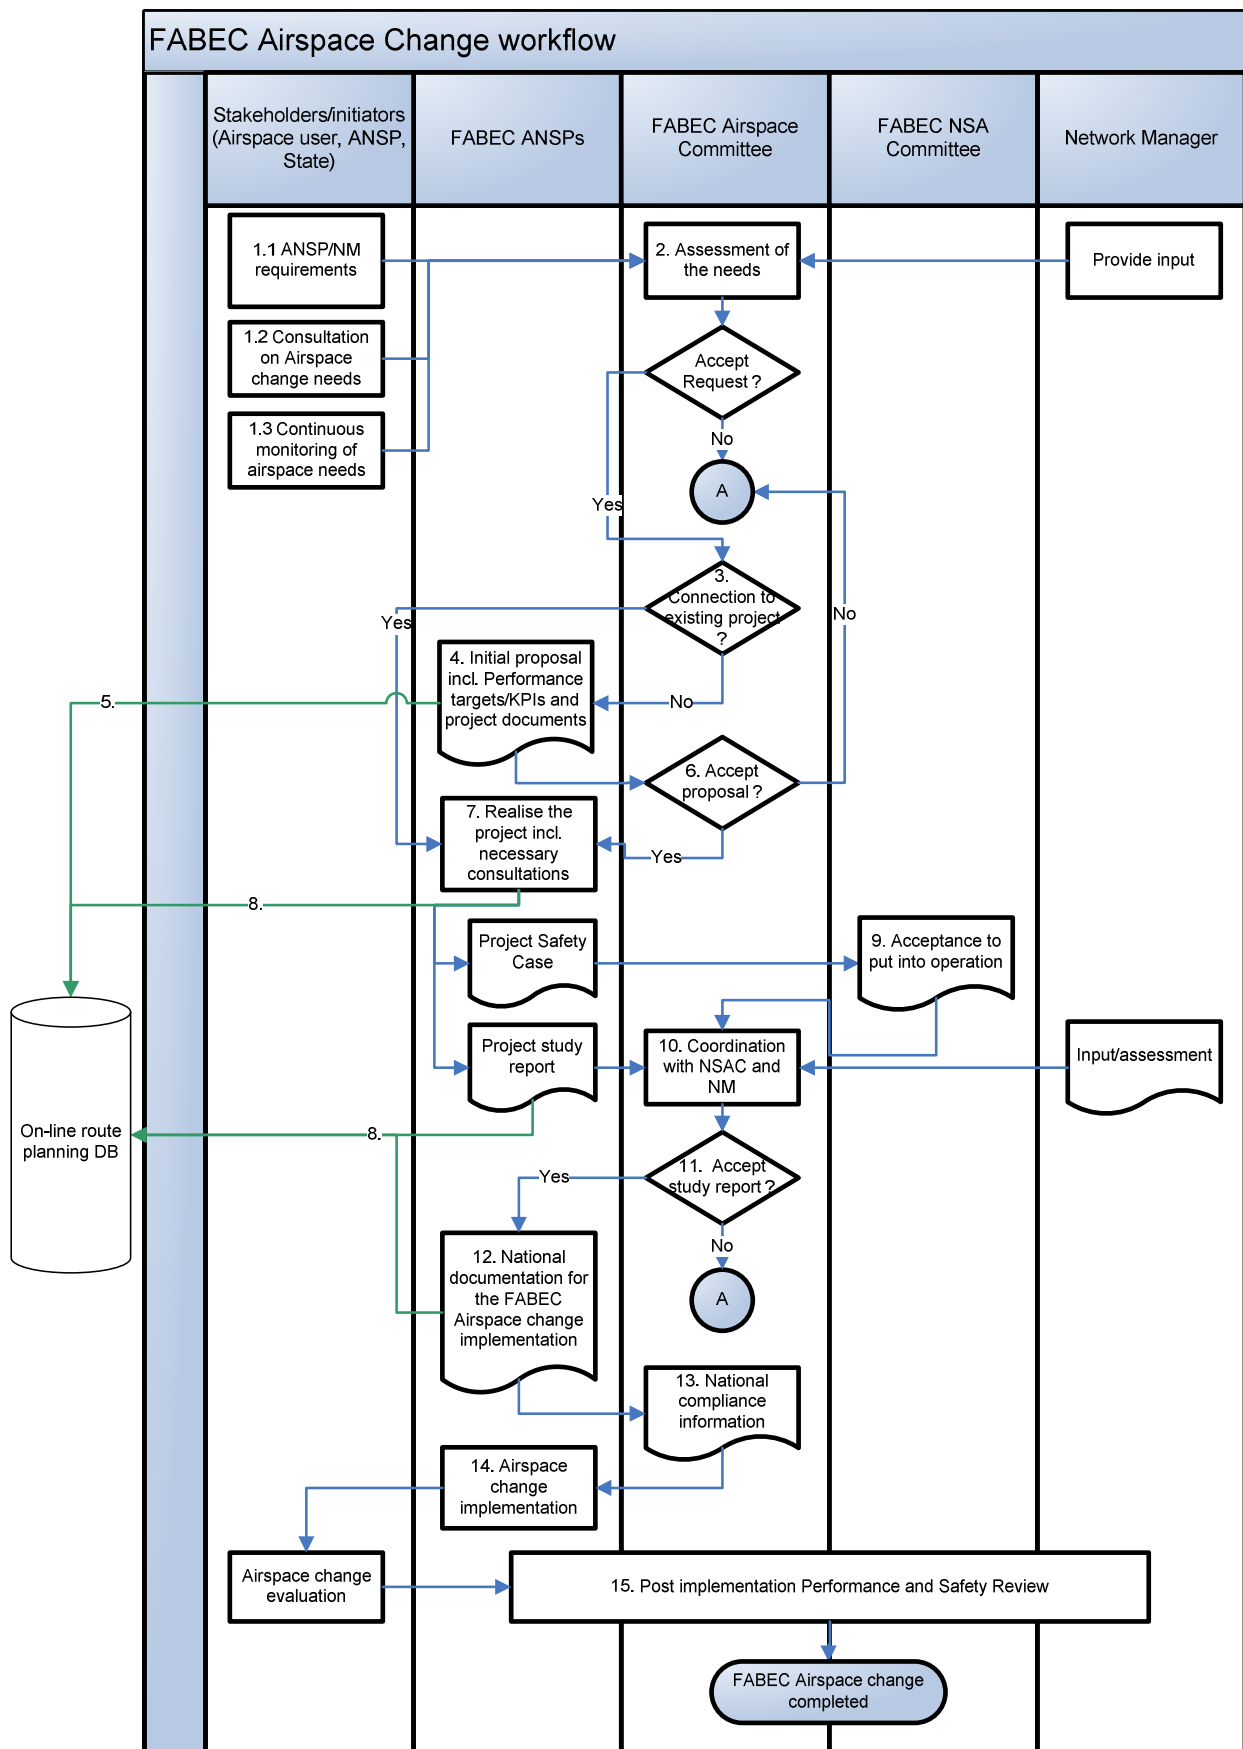 FABEC Airspace Change workflow
Stakeholders/initiators
(Airspace user, ANSP,
State)
FABEC ANSPs
FABEC Airspace
Committee
FABEC NSA
Committee
Network Manager
1.1 ANSP/NM
requirements
2. Assessment of
the needs
Provide input
1.2 Consultation
on Airspace
change needs
Accept
Request ?
1.3 Continuous
monitoring of
airspace needs
No
A
Yes
3.
Connection to
existing project
?
Yes
No
4. Initial proposal
incl. Performance
targets/KPIs and
project documents
5.
No
6. Accept
proposal ?
7. Realise the
project incl.
necessary
consultations
Yes
8.
Project Safety
Case
9. Acceptance to
put into operation
Project study
report
10. Coordination
with NSAC and
NM
Input/assessment
On-line route
planning DB
8.
11. Accept
study report ?
Yes
No
12. National
documentation for
the FABEC
Airspace change
implementation
A
13. National
compliance
information
14. Airspace
change
implementation
Airspace change
evaluation
15. Post implementation Performance and Safety Review
FABEC Airspace change
completed